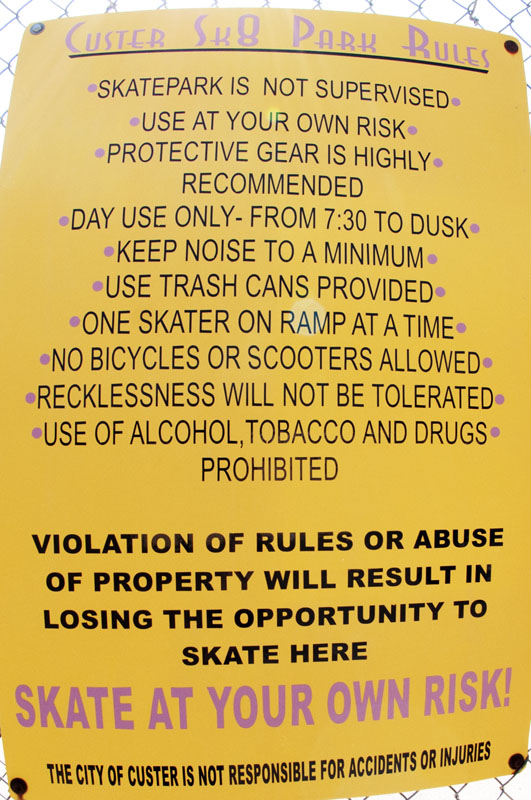 CUSTER SK8 PARK RULES
•SKATEPARK IS NOT SUPERVISED•
•USE AT YOUR OWN RISK•
•PROTECTIVE GEAR IS HIGHLY•
RECOMMENDED
•DAY USE ONLY- FROM 7:30 TO DUSK•
•KEEP NOISE TO A MINIMUM•
•USE TRASH CANS PROVIDED•
•ONE SKATER ON RAMP AT A TIME•
•NO BICYCLES OR SCOOTERS ALLOWED•
•RECKLESSNESS WILL NOT BE TOLERATED•
•USE OF ALCOHOL,TOBACCO AND DRUGS•
PROHIBITED
VIOLATION OF RULES OR ABUSE
OF PROPERTY WILL RESULT IN
LOSING THE OPPORTUNITY TO
SKATE HERE
SKATE AT YOUR OWN RISK!
THE CITY OF CUSTER IS NOT RESPONSIBLE FOR ACCIDENTS OR INJURIES